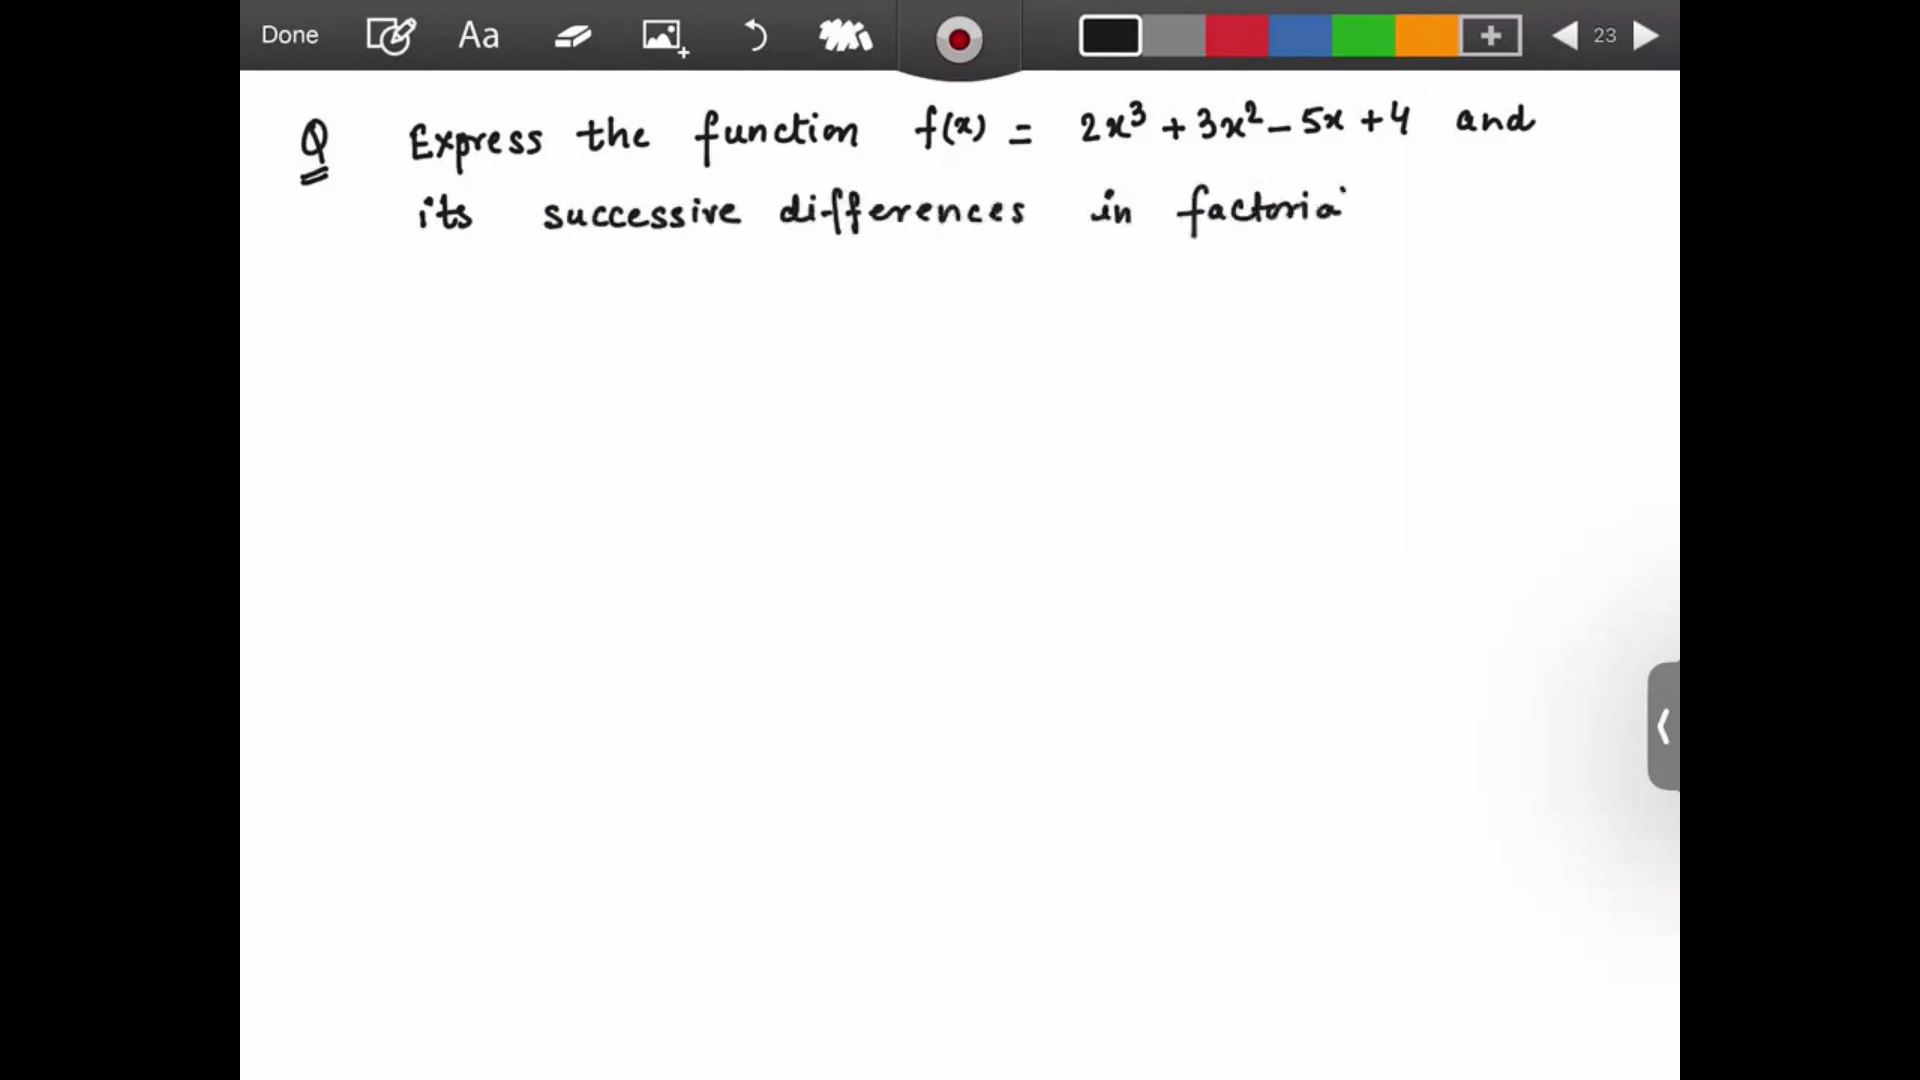 Done Aa 23
Q Express the function f(x) = 2x³ + 3x² - 5x + 4 and
its successive differences in factoria